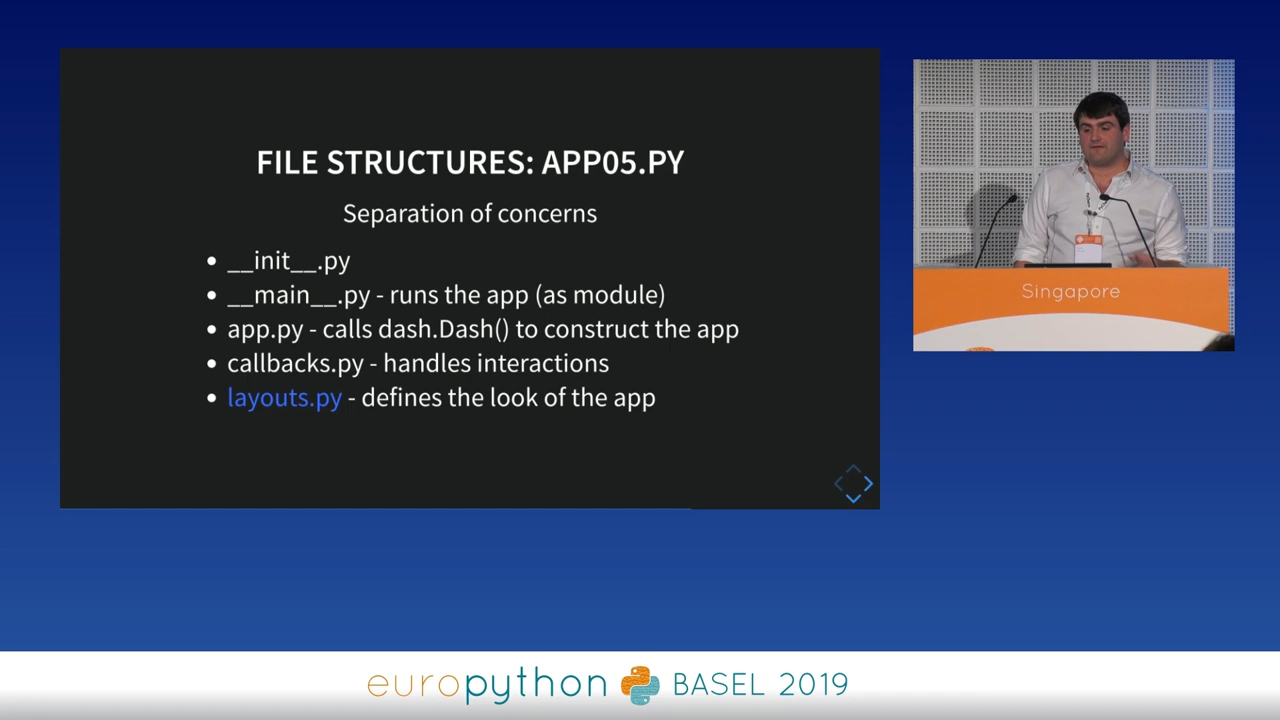 FILE STRUCTURES: APP05.PY
Separation of concerns
• __init__.py
• __main__.py - runs the app (as module)
• app.py - calls dash.Dash() to construct the app
• callbacks.py - handles interactions
• layouts.py - defines the look of the app
Singapore
europython BASEL 2019